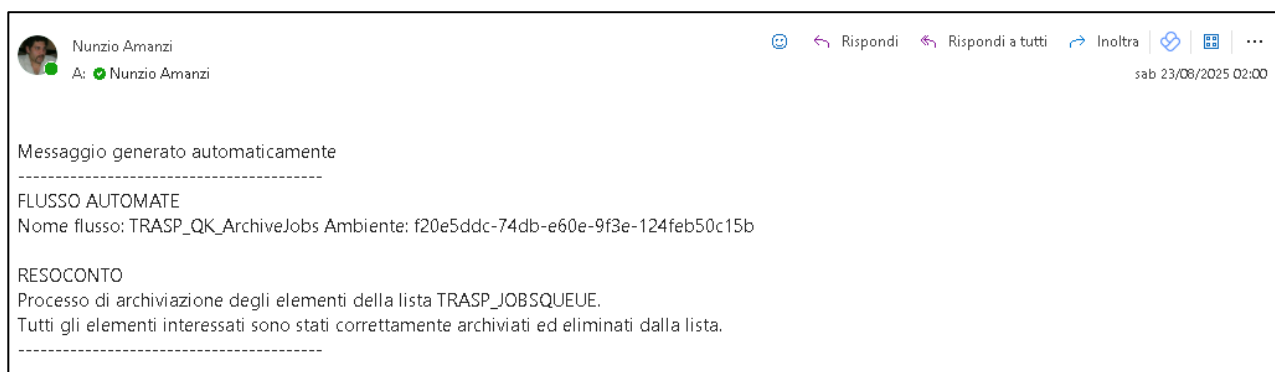 Nunzio Amanzi
Rispondi Rispondi a tutti Inoltra
A: Nunzio Amanzi
sab 23/08/2025 02:00
Messaggio generato automaticamente
-----------------------------------------
FLUSSO AUTOMATE
Nome flusso: TRASP_QK_ArchiveJobs Ambiente: f20e5ddc-74db-e60e-9f3e-124feb50c15b
RESOCONTO
Processo di archiviazione degli elementi della lista TRASP_JOBSQUEUE.
Tutti gli elementi interessati sono stati correttamente archiviati ed eliminati dalla lista.
-----------------------------------------